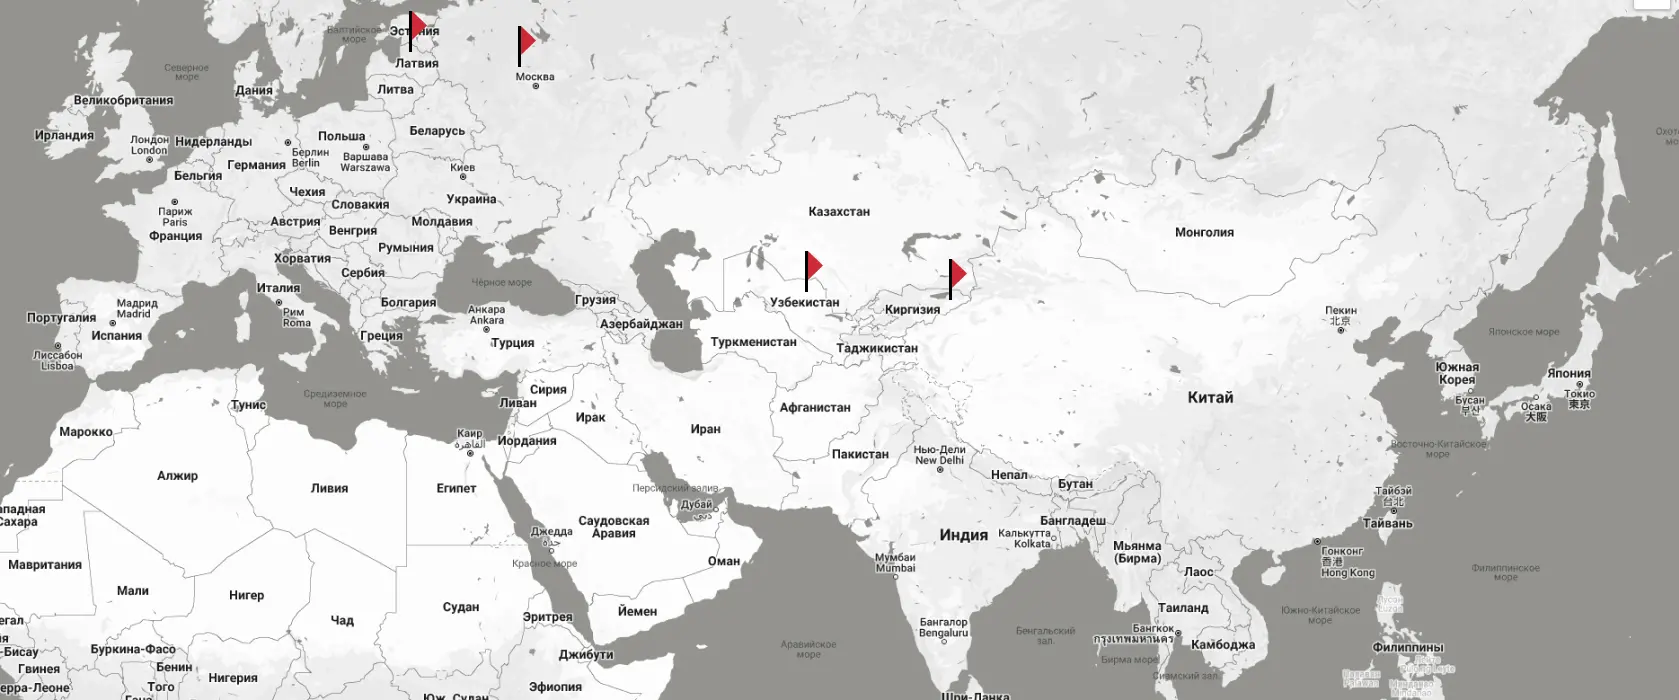 Балтийское
море
Эстония
Москва
Латвия
Северное
море
Дания
Литва
Великобритания
Ирландия
Лондон
London
Нидерланды
Польша
Беларусь
Берлин
Berlin
Варшава
Warszawa
Германия
Бельгия
Киев
Чехия
Словакия
Украина
Париж
Paris
Франция
Австрия
Венгрия
Молдавия
Казахстан
Монголия
Румыния
Хорватия
Сербия
Италия
Чёрное море
Болгария
Грузия
Узбекистан
Киргизия
Мадрид
Madrid
Португалия
Испания
Рим
Roma
Анкара
Ankara
Азербайджан
Пекин
北京
Японское море
Греция
Турция
Туркменистан
Таджикистан
Лиссабон
Lisboa
Южная
Корея
Япония
Токио
東京
Бусан
부산
Осака
大阪
Китай
Средиземное
море
Сирия
Ливан
Тунис
Ирак
Афганистан
Марокко
Каир
القاهرة
Иордания
Иран
Пакистан
Нью-Дели
New Delhi
Восточно-Китайское
море
Алжир
Ливия
Египет
Персидский залив
Дубай
دبي
Непал
Бутан
Тайбэй
台北
Тайвань
ападная
Сахара
Саудовская
Аравия
Джедда
جدة
Красное море
Оман
Индия
Калькутта
Kolkata
Бангладеш
Мьянма
(Бирма)
Гонконг
香港
Hong Kong
Мавритания
Мумбаи
Mumbai
Лаос
Филиппинское
море
Мали
Нигер
Чад
Судан
Эритрея
Йемен
Таиланд
Южно-Китайское
море
егал
Бангалор
Bengaluru
Бенгальский
зал.
Бангкок
กรุงเทพมหานคร
Камбоджа
Филиппины
-Бисау
Буркина-Фасо
Аравийское
море
Джибути
Бирма море
Сиамский зал.
Гвинея
Бенин
Нигерия
ерра-Леоне
Того
Гана
Юж. Судан
Эфиопия
Шри-Ланка